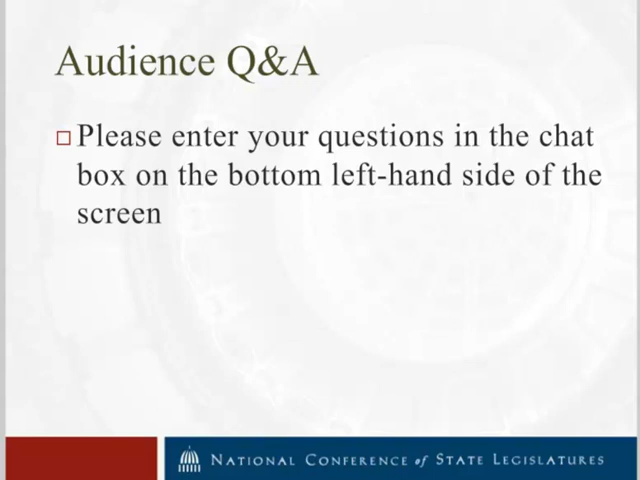 Audience Q&A
Please enter your questions in the chat
box on the bottom left-hand side of the
screen
NATIONAL CONFERENCE of STATE LEGISLATURES